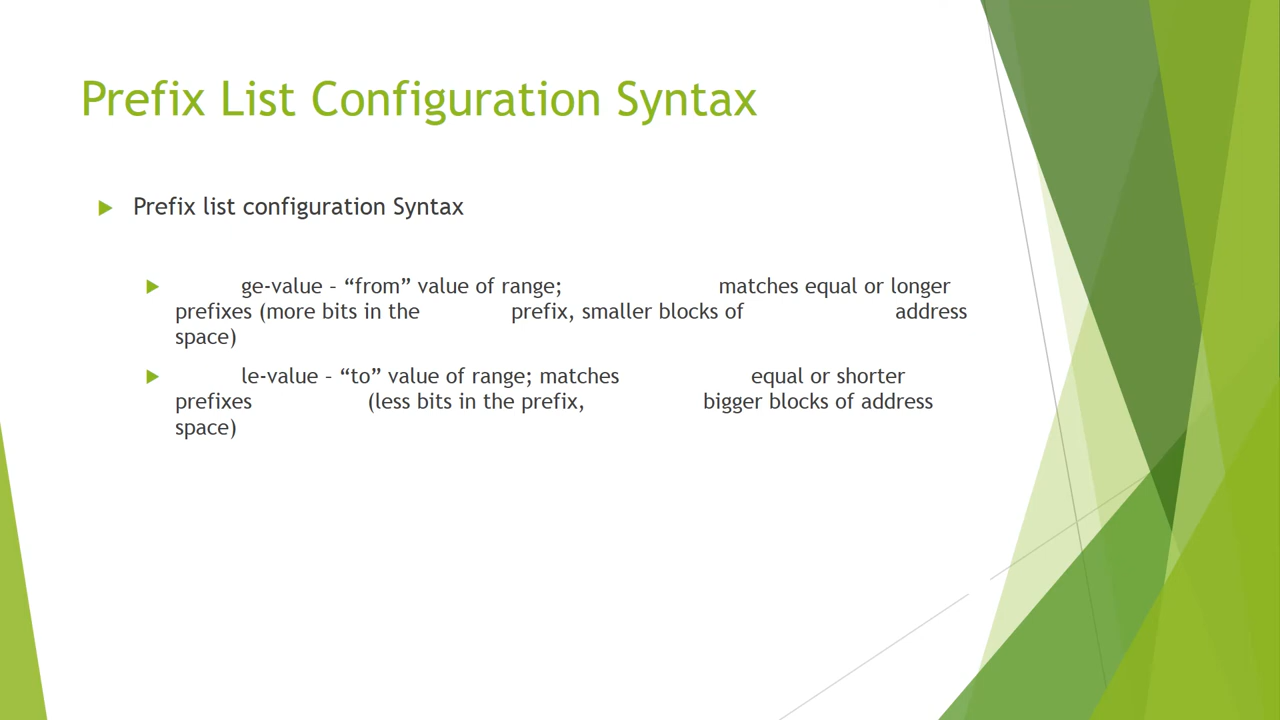 Prefix List Configuration Syntax
Prefix list configuration Syntax
ge-value – “from” value of range; matches equal or longer
prefixes (more bits in the prefix, smaller blocks of address
space)
le-value – “to” value of range; matches equal or shorter
prefixes (less bits in the prefix, bigger blocks of address
space)